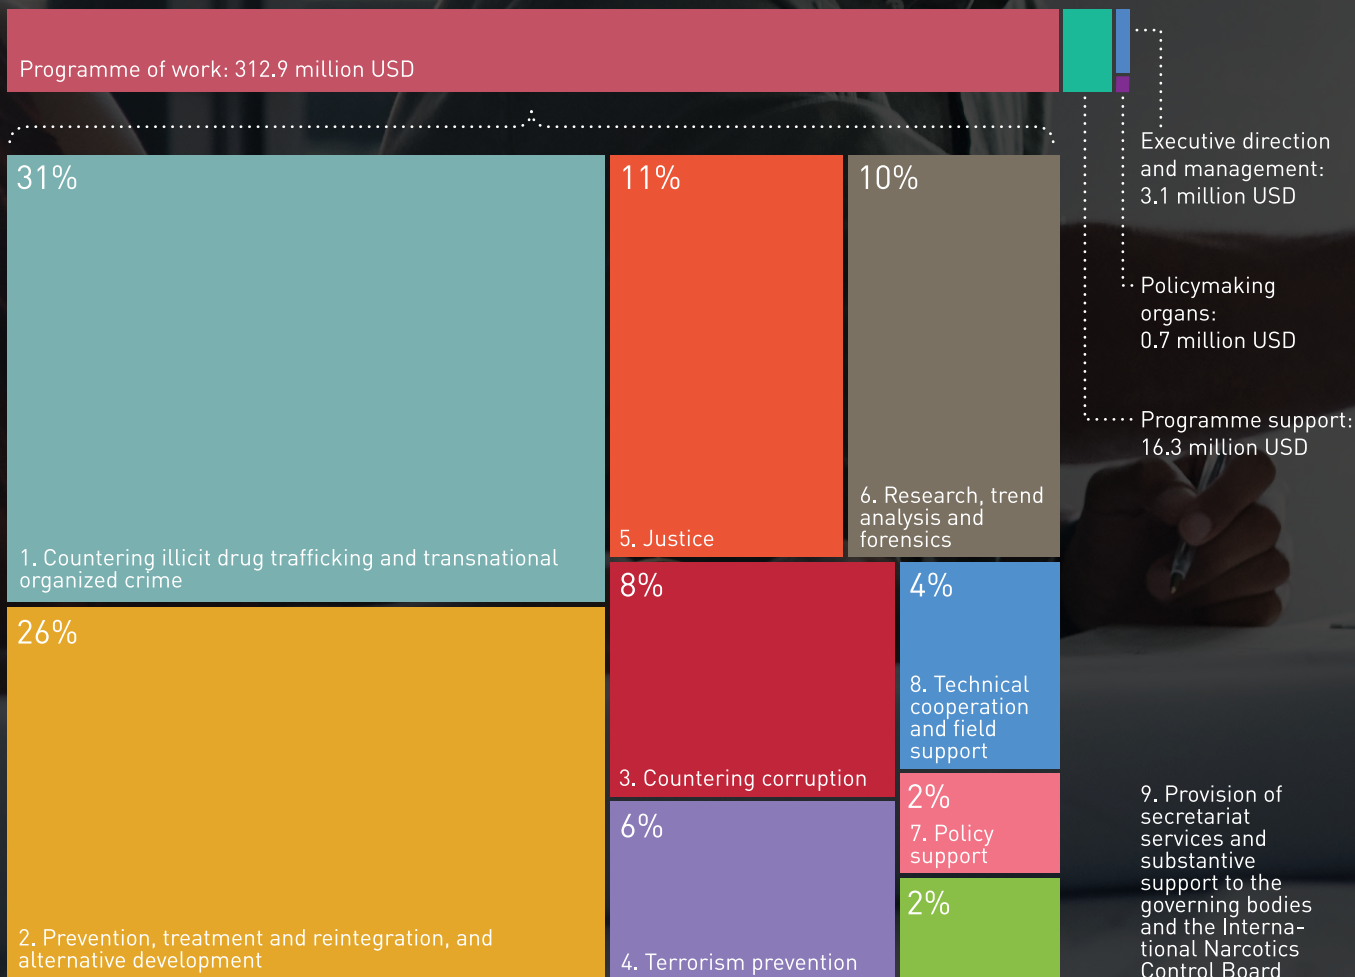 Programme of work: 312.9 million USD
Executive direction
and management:
3.1 million USD
Policymaking
organs:
0.7 million USD
Programme support:
16.3 million USD
31%
1. Countering illicit drug trafficking and transnational
organized crime
11%
5. Justice
10%
6. Research, trend
analysis and
forensics
26%
2. Prevention, treatment and reintegration, and
alternative development
8%
3. Countering corruption
4%
8. Technical
cooperation
and field
support
6%
4. Terrorism prevention
2%
7. Policy
support
2%
9. Provision of
secretariat
services and
substantive
support to the
governing bodies
and the Interna-
tional Narcotics
Control Board